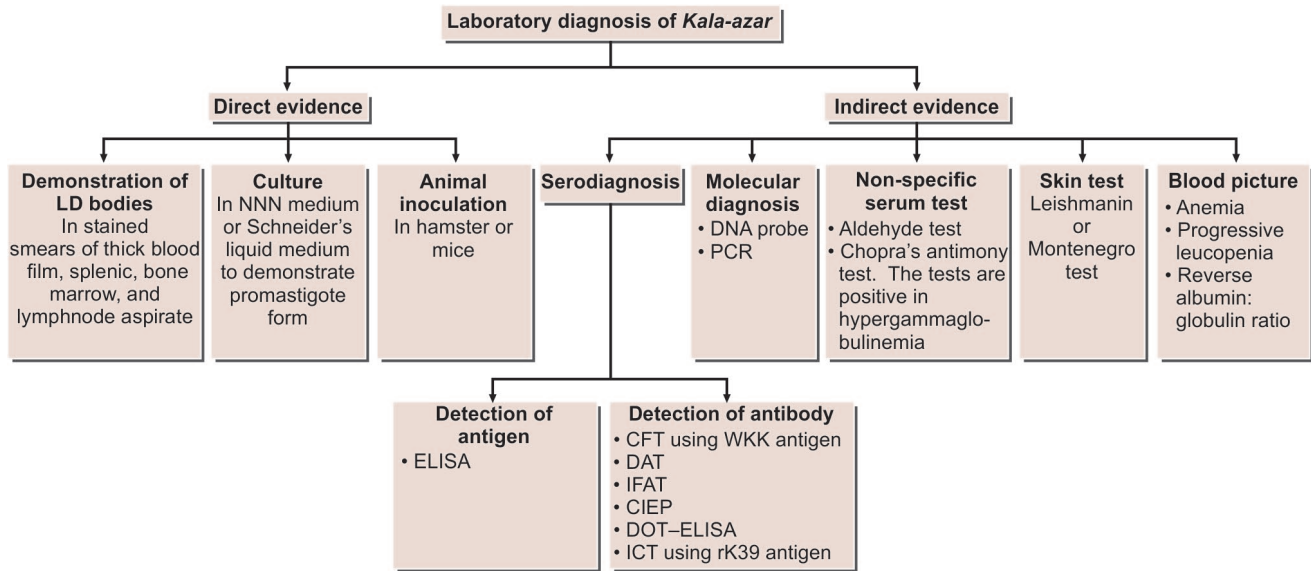 Laboratory diagnosis of Kala-azar
Direct evidence
Indirect evidence
Demonstration of
LD bodies
In stained
smears of thick blood
film, splenic, bone
marrow, and
lymphnode aspirate
Culture
In NNN medium
or Schneider's
liquid medium
to demonstrate
promastigote
form
Animal
inoculation
In hamster or
mice
Serodiagnosis
Molecular
diagnosis
• DNA probe
• PCR
Non-specific
serum test
• Aldehyde test
• Chopra's antimony
test. The tests are
positive in
hypergammaglo-
bulinemia
Skin test
Leishmanin
or
Montenegro
test
Blood picture
• Anemia
• Progressive
leucopenia
• Reverse
albumin:
globulin ratio
Detection of
antigen
• ELISA
Detection of antibody
• CFT using WKK antigen
• DAT
• IFAT
• CIEP
• DOT–ELISA
• ICT using rK39 antigen